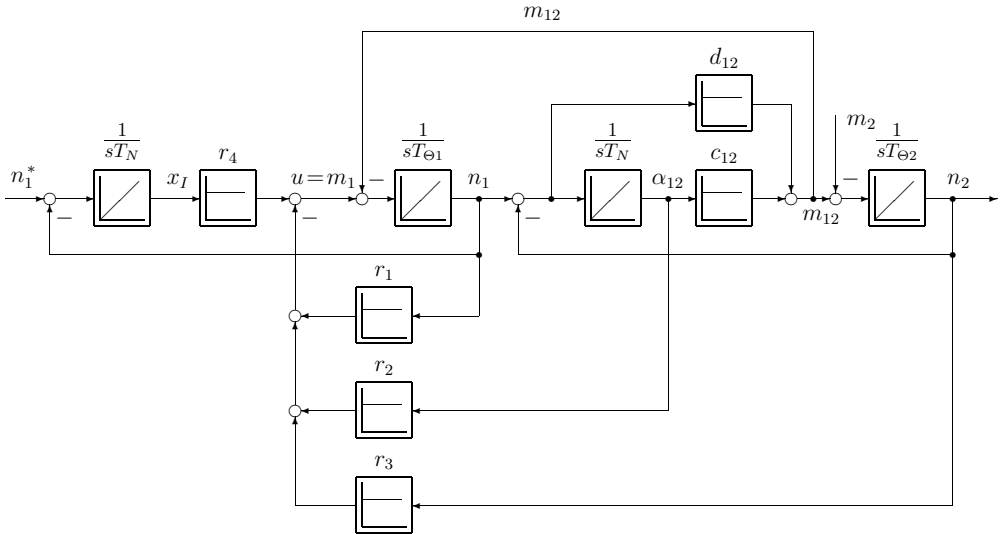 m12
d12
1/sTN
r4
1/sTΘ1
1/sTN
c12
m2
1/sTΘ2
n1*
xI
u=m1
−
n1
α12
−
n2
−
−
−
m12
r1
r2
r3